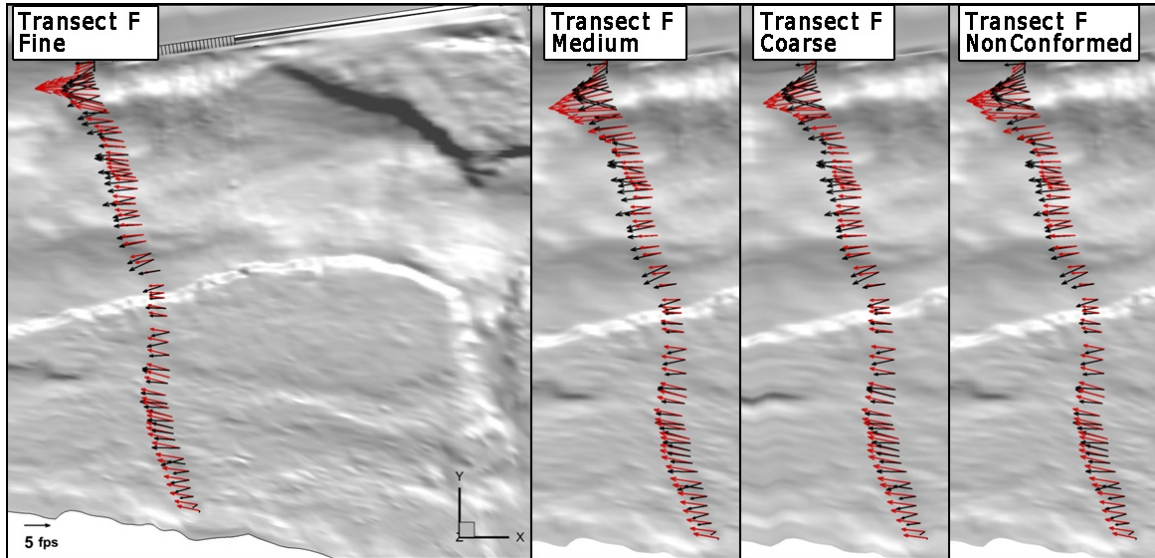 Transect F
Fine
Transect F
Medium
Transect F
Coarse
Transect F
NonConformed
Y
Z
X
5 fps